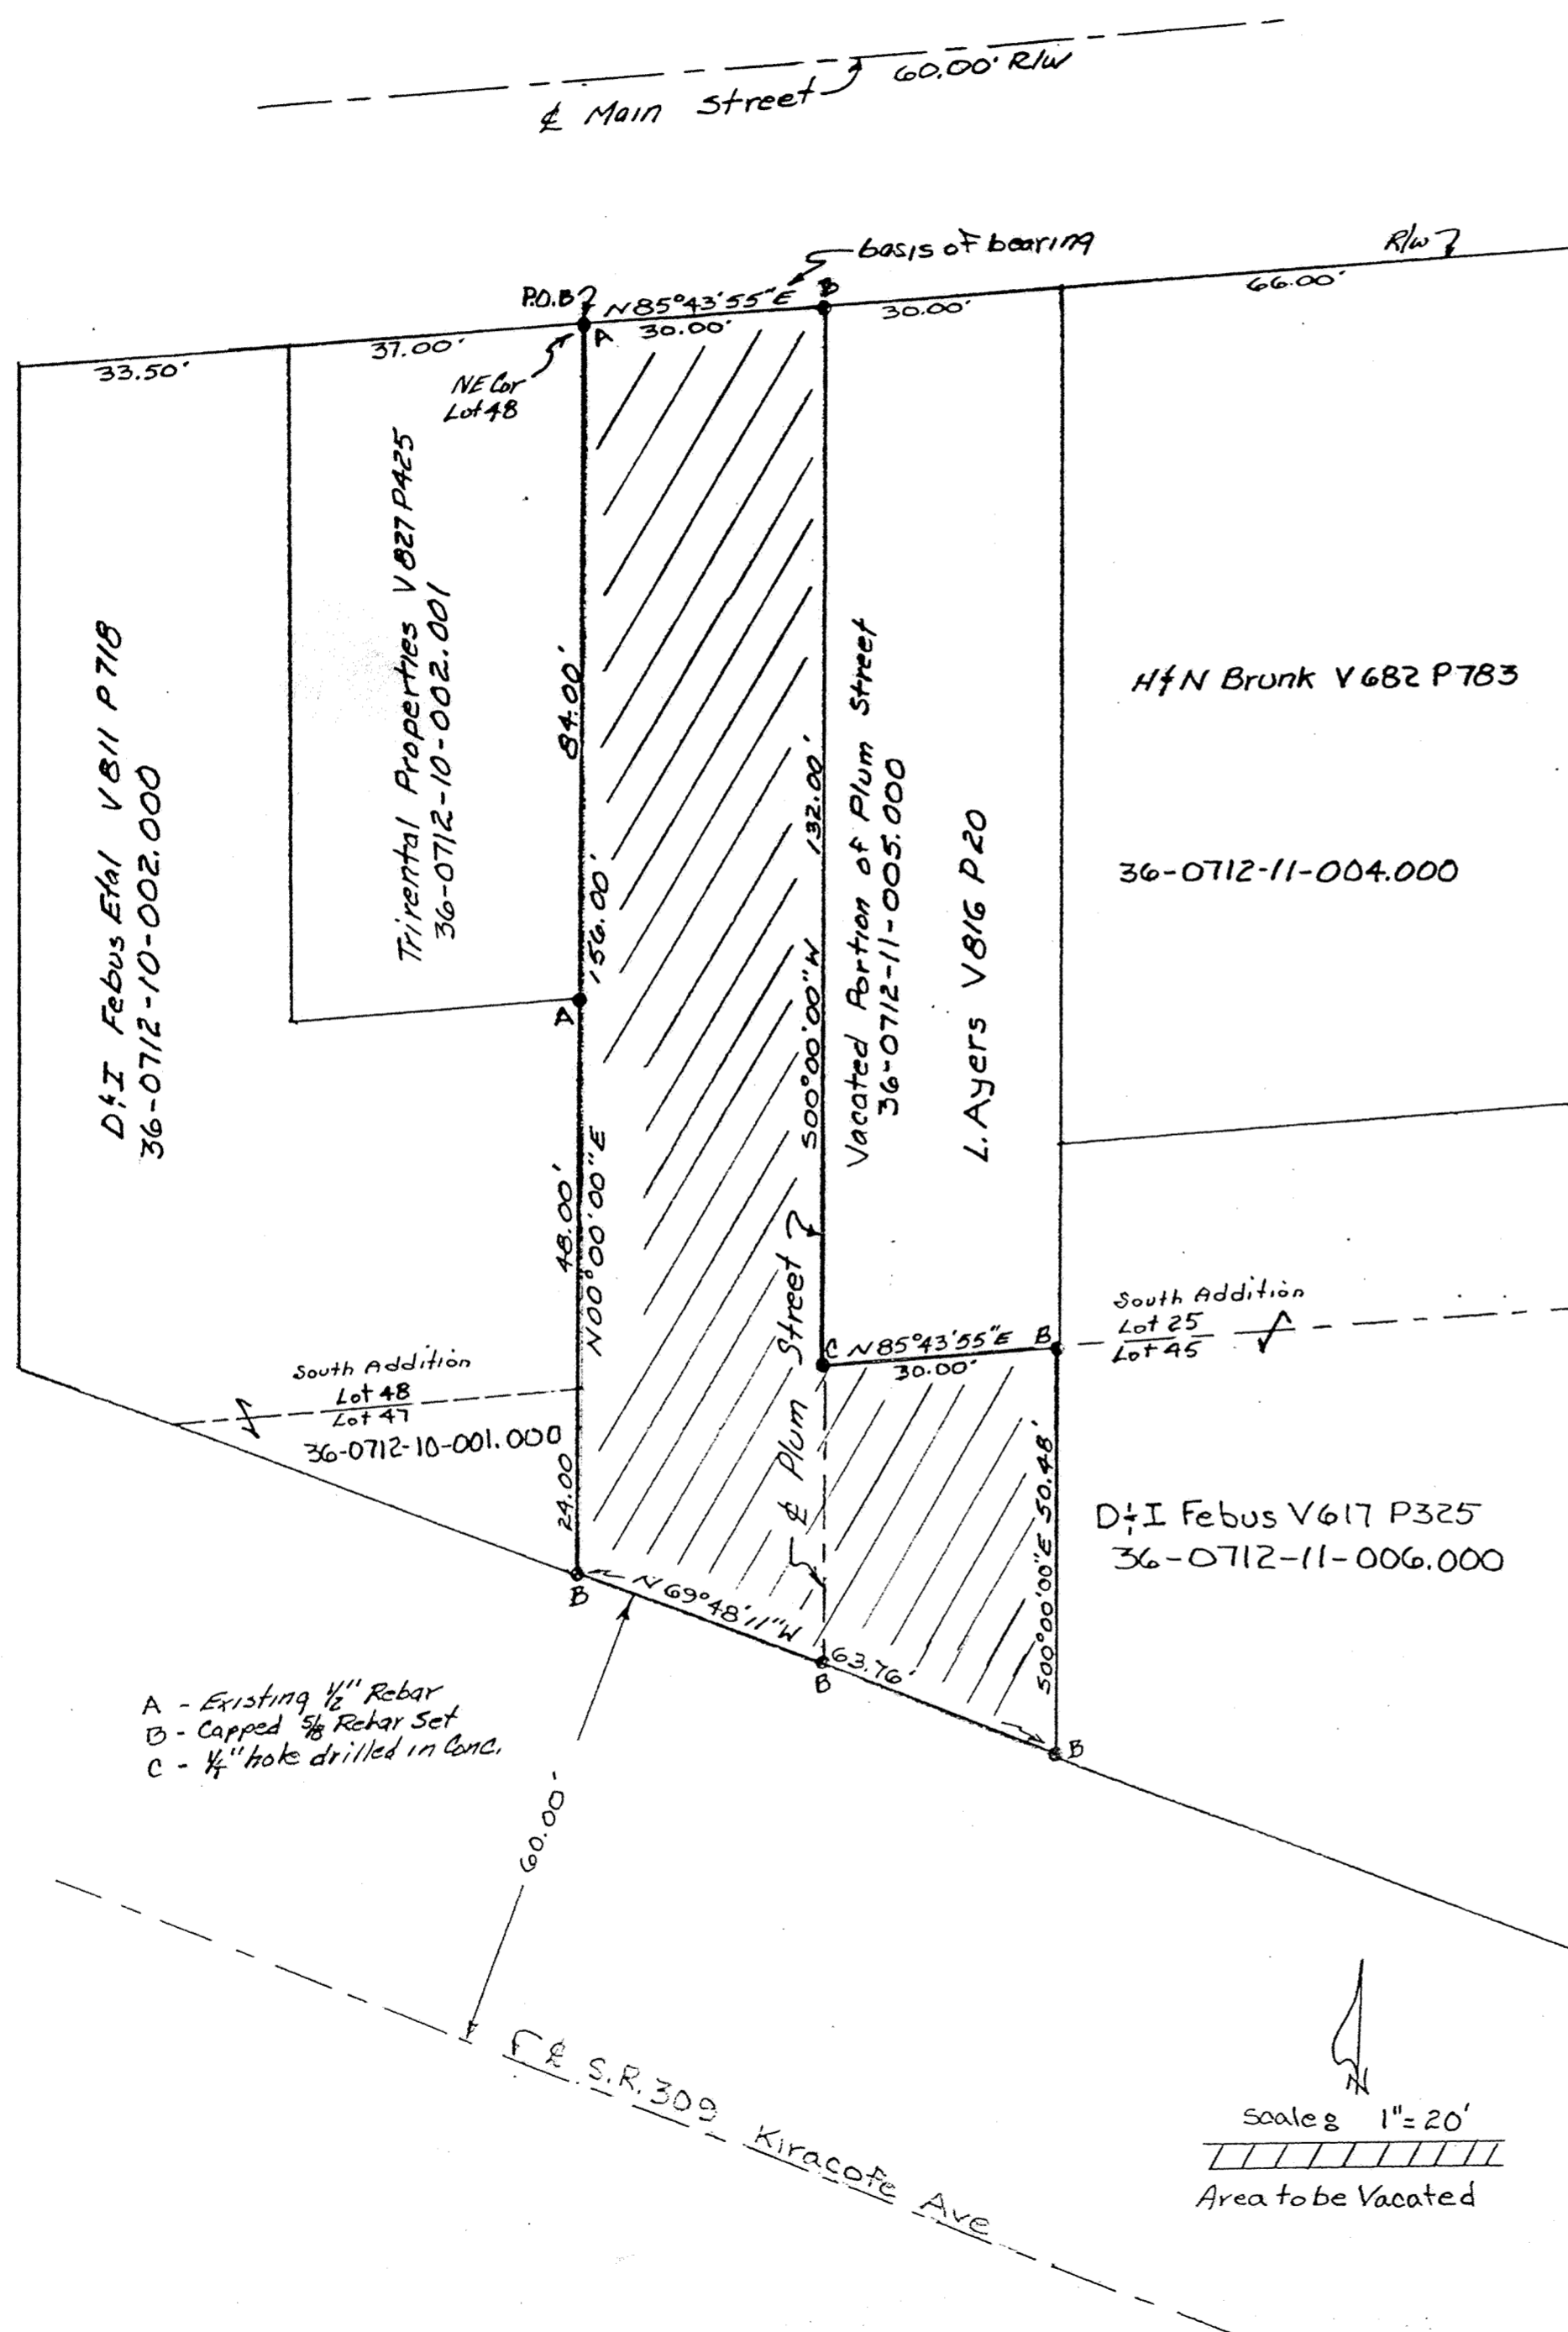 60.00' R/W
℄ Main Street
basis of bearing
R/W
P.O.B
N85°43'55"E
B
66.00'
30.00'
30.00'
A
37.00'
33.50'
NE Cor
Lot 48
D&I Febus Etal V811 P718
36-0712-10-002.000
Trirental Properties V827 P425
36-0712-10-002.001
84.00'
156.00'
D
48.00'
N00°00'00"E
24.00
132.00'
S00°00'00"W
Vacated Portion of Plum Street
36-0712-11-005.000
L. Ayers V816 P20
H&N Brunk V682 P783
36-0712-11-004.000
South Addition
Lot 25
Lot 45
C N85°43'55"E B
30.00'
℄ Plum Street
South Addition
Lot 48
Lot 47
36-0712-10-001.000
S00°00'00"E 50.48'
D&I Febus V617 P325
36-0712-11-006.000
B
N69°48'11"W
63.76'
B
B
A - Existing 1/2" Rebar
B - Capped 5/8 Rebar Set
C - 1/4" hole drilled in Conc.
60.00'
℄ S.R. 309 Kiracofe Ave
N
Scale: 1"=20'
Area to be Vacated